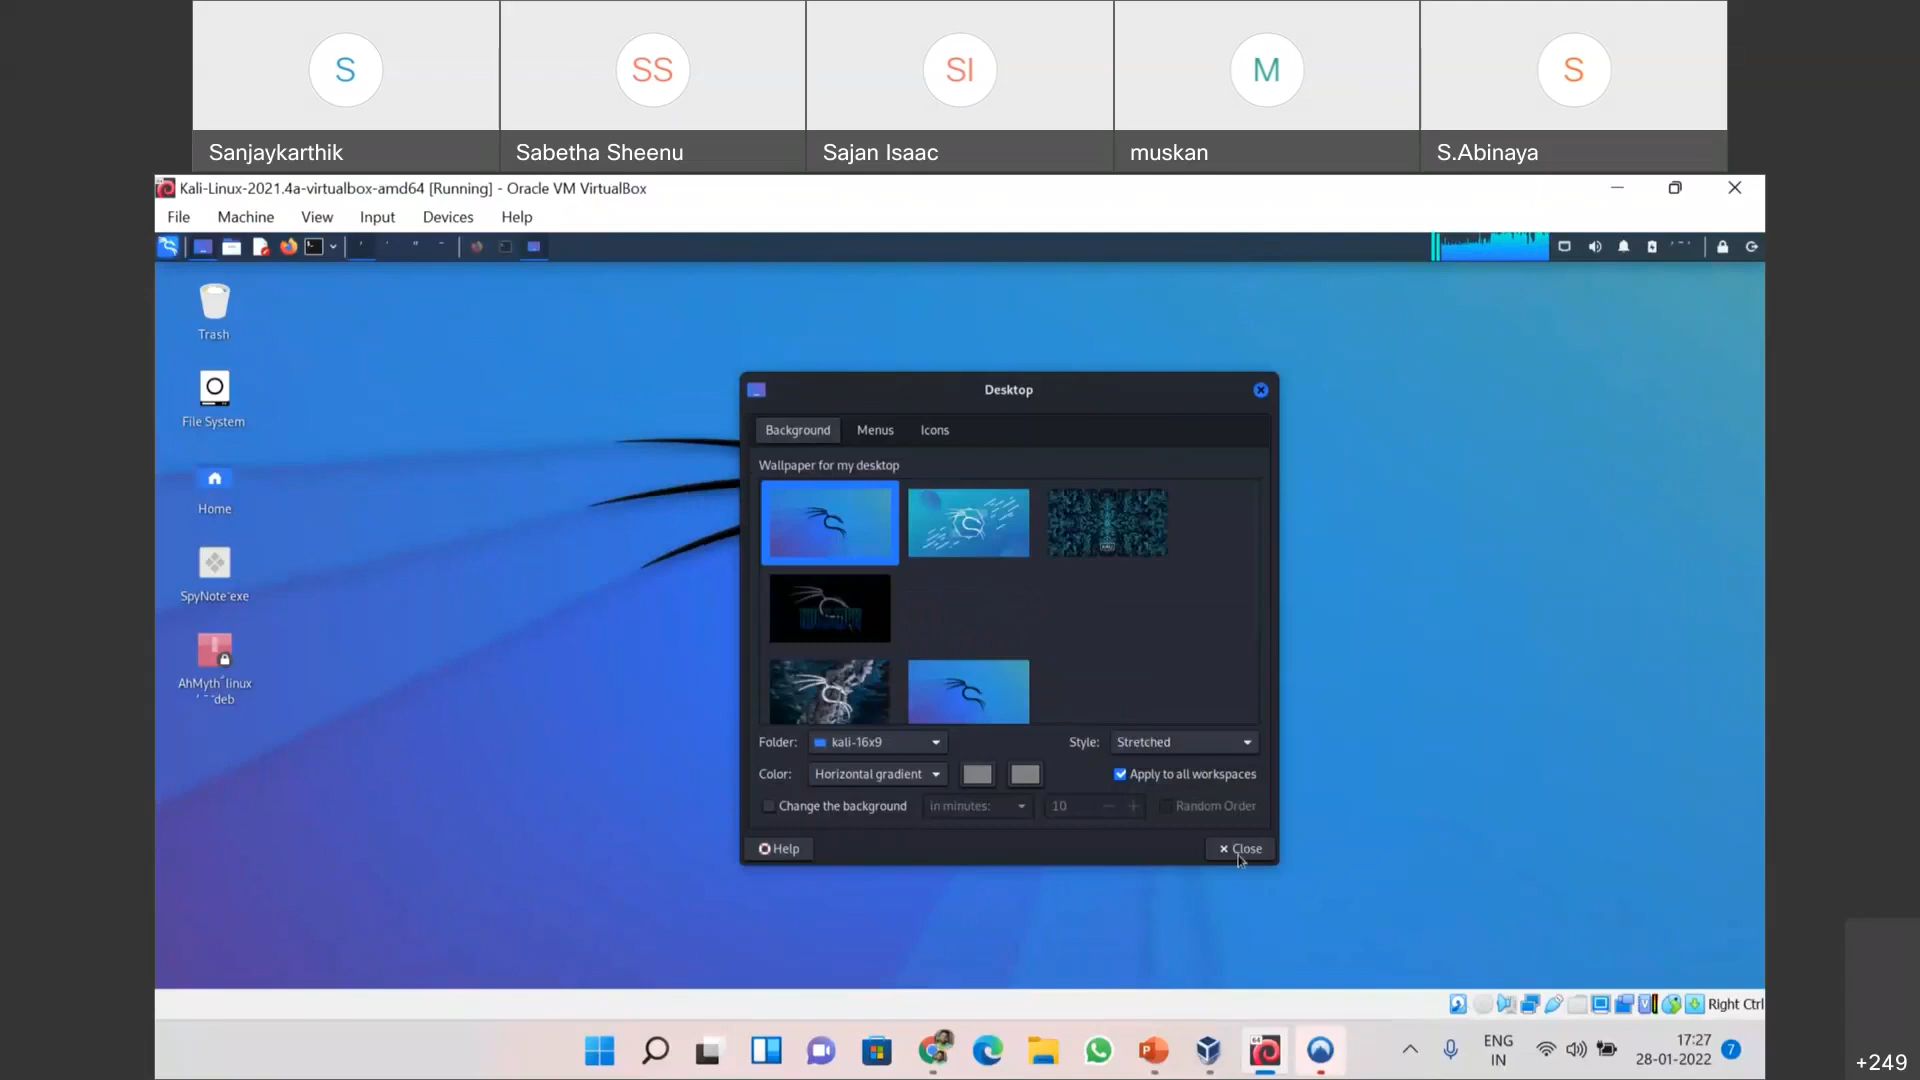 S
SS
SI
M
S
Sanjaykarthik
Sabetha Sheenu
Sajan Isaac
muskan
S.Abinaya
Kali-Linux-2021.4a-virtualbox-amd64 [Running] - Oracle VM VirtualBox
File Machine View Input Devices Help
Trash
File System
Home
SpyNote exe
AhMyth linux
deb
Desktop
Background Menus Icons
Wallpaper for my desktop
Folder: kali-16x9 Style: Stretched
Color: Horizontal gradient Apply to all workspaces
Change the background in minutes: 10 Random Order
Help Close
Right Ctrl
64
ENG
IN
17:27
28-01-2022
7
+249